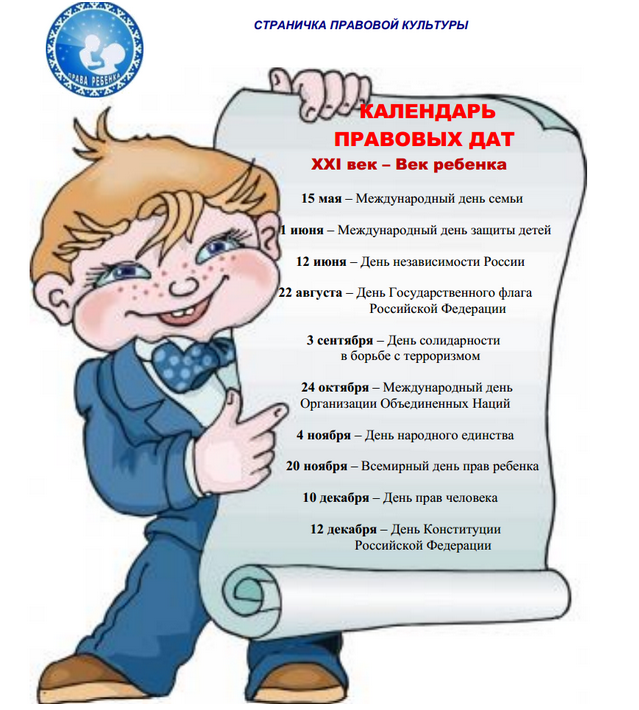 СТРАНИЧКА ПРАВОВОЙ КУЛЬТУРЫ
ПРАВА РЕБЕНКА
КАЛЕНДАРЬ
ПРАВОВЫХ ДАТ
XXI век – Век ребенка
15 мая – Международный день семьи
1 июня – Международный день защиты детей
12 июня – День независимости России
22 августа – День Государственного флага
Российской Федерации
3 сентября – День солидарности
в борьбе с терроризмом
24 октября – Международный день
Организации Объединенных Наций
4 ноября – День народного единства
20 ноября – Всемирный день прав ребенка
10 декабря – День прав человека
12 декабря – День Конституции
Российской Федерации